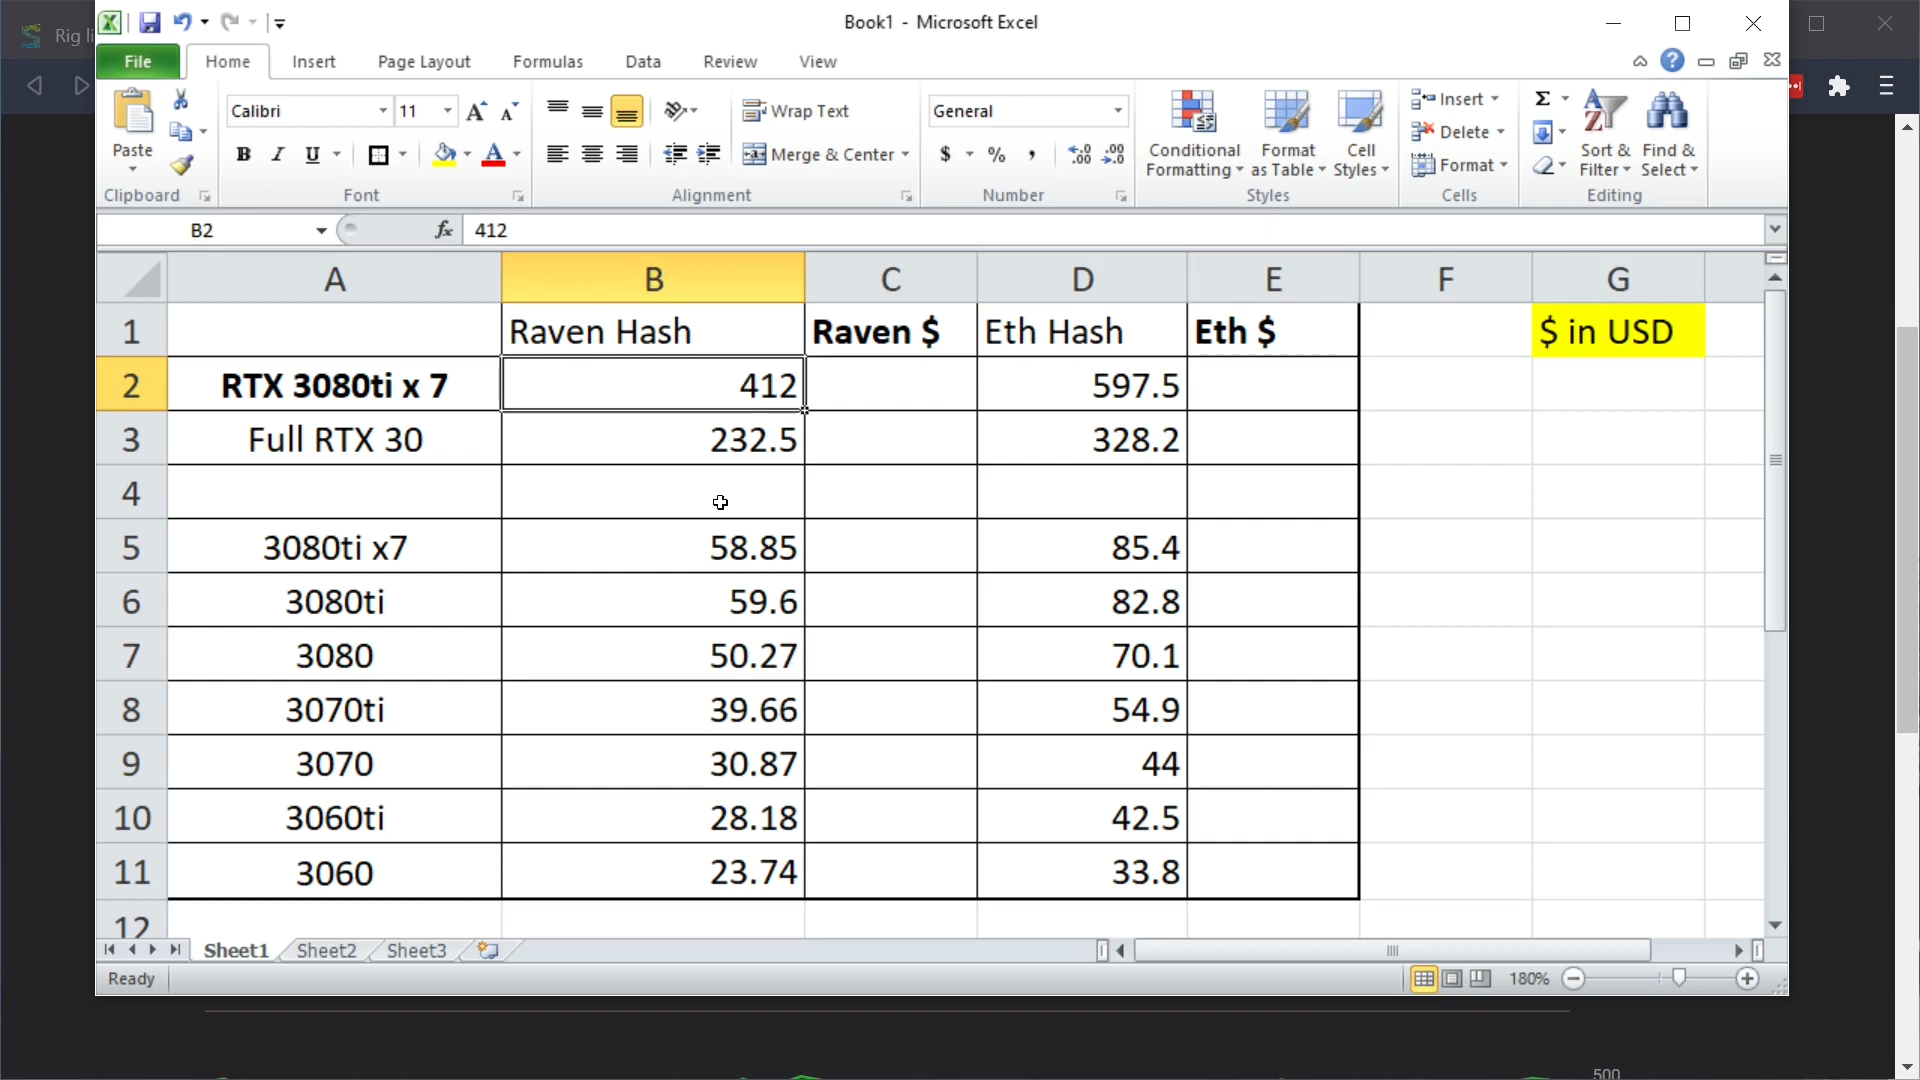 Rig li
Book1 - Microsoft Excel
File Home Insert Page Layout Formulas Data Review View
Paste
Clipboard
Calibri 11
B I U
Font
Wrap Text
Merge & Center
Alignment
General
$ % , .00
Number
Conditional Formatting
Format as Table
Cell Styles
Styles
Insert
Delete
Format
Cells
Σ
Sort & Filter
Find & Select
Editing
B2 fx 412
A B C D E F G
1 Raven Hash Raven $ Eth Hash Eth $ $ in USD
2 RTX 3080ti x 7 412 597.5
3 Full RTX 30 232.5 328.2
4
5 3080ti x7 58.85 85.4
6 3080ti 59.6 82.8
7 3080 50.27 70.1
8 3070ti 39.66 54.9
9 3070 30.87 44
10 3060ti 28.18 42.5
11 3060 23.74 33.8
12
Sheet1 Sheet2 Sheet3
Ready 180%
500